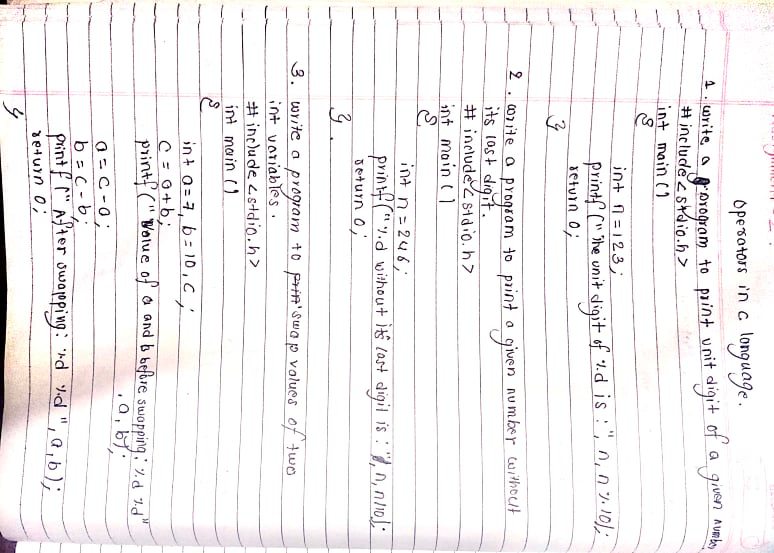 Operators in c language.
1. write a program to print unit digit of a given number
#include<stdio.h>
int main()
{
int n=123;
printf("The unit digit of %d is :", n, n%10);
return 0;
}
2. write a program to print a given number without
its last digit.
# include<stdio.h>
int main()
{
int n=246;
printf("%d without its last digit is :", n, n/10);
return 0;
}.
3. write a program to swap values of two
int variables.
#include<stdio.h>
int main()
{
int a=7, b=10, c;
c=a+b;
printf("Value of a and b before swapping: %d %d"
,a,b);
a=c-a;
b=c-b;
printf("After swapping: %d %d", a,b);
return 0;
}